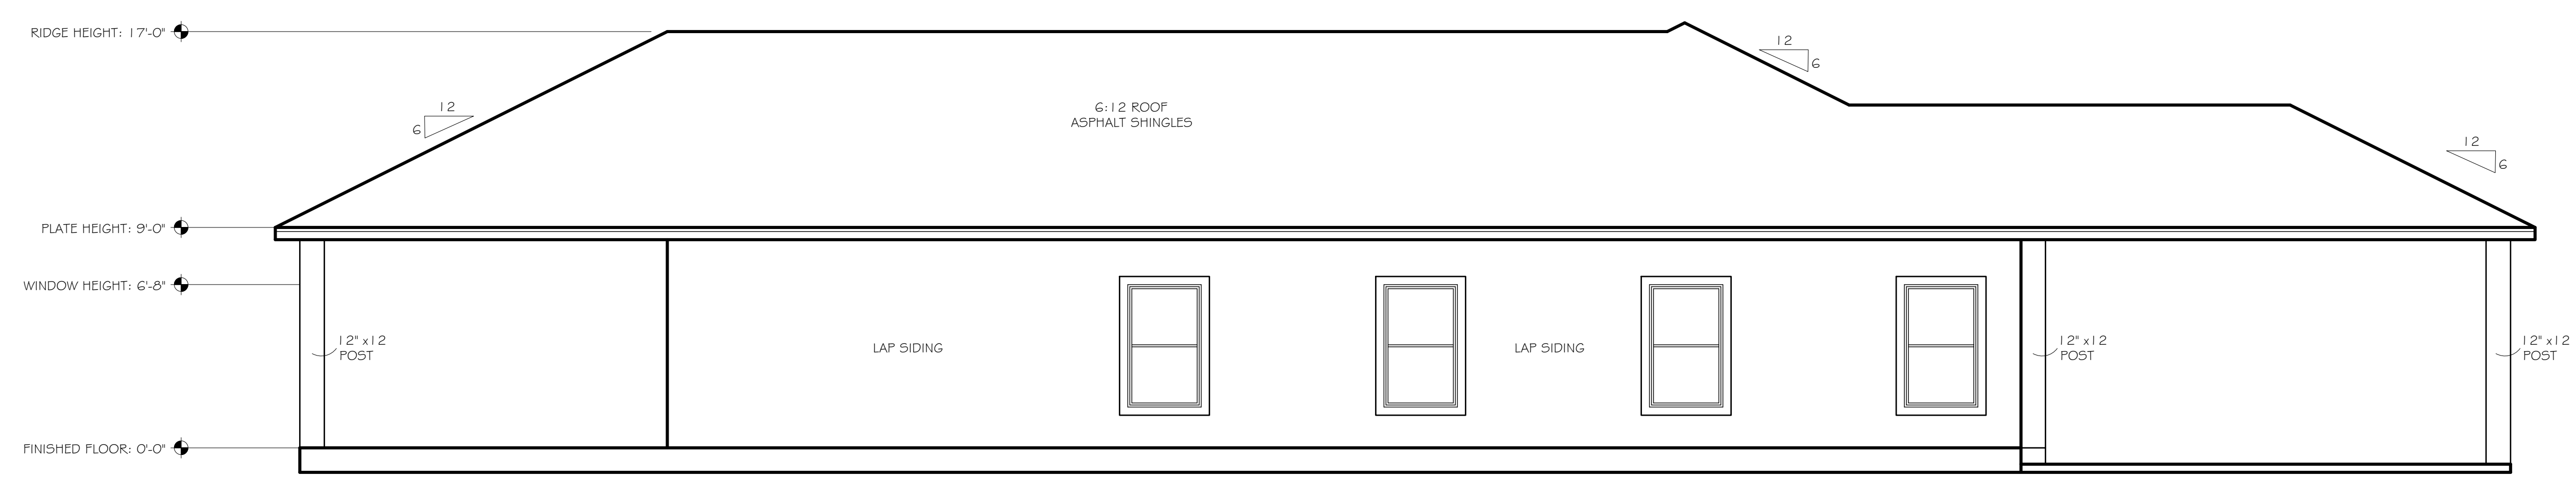 RIDGE HEIGHT: 17'-0"
12
6
12
6
6:12 ROOF
ASPHALT SHINGLES
12
6
PLATE HEIGHT: 9'-0"
WINDOW HEIGHT: 6'-8"
12" x12
POST
LAP SIDING
LAP SIDING
12" x12
POST
12" x12
POST
FINISHED FLOOR: 0'-0"